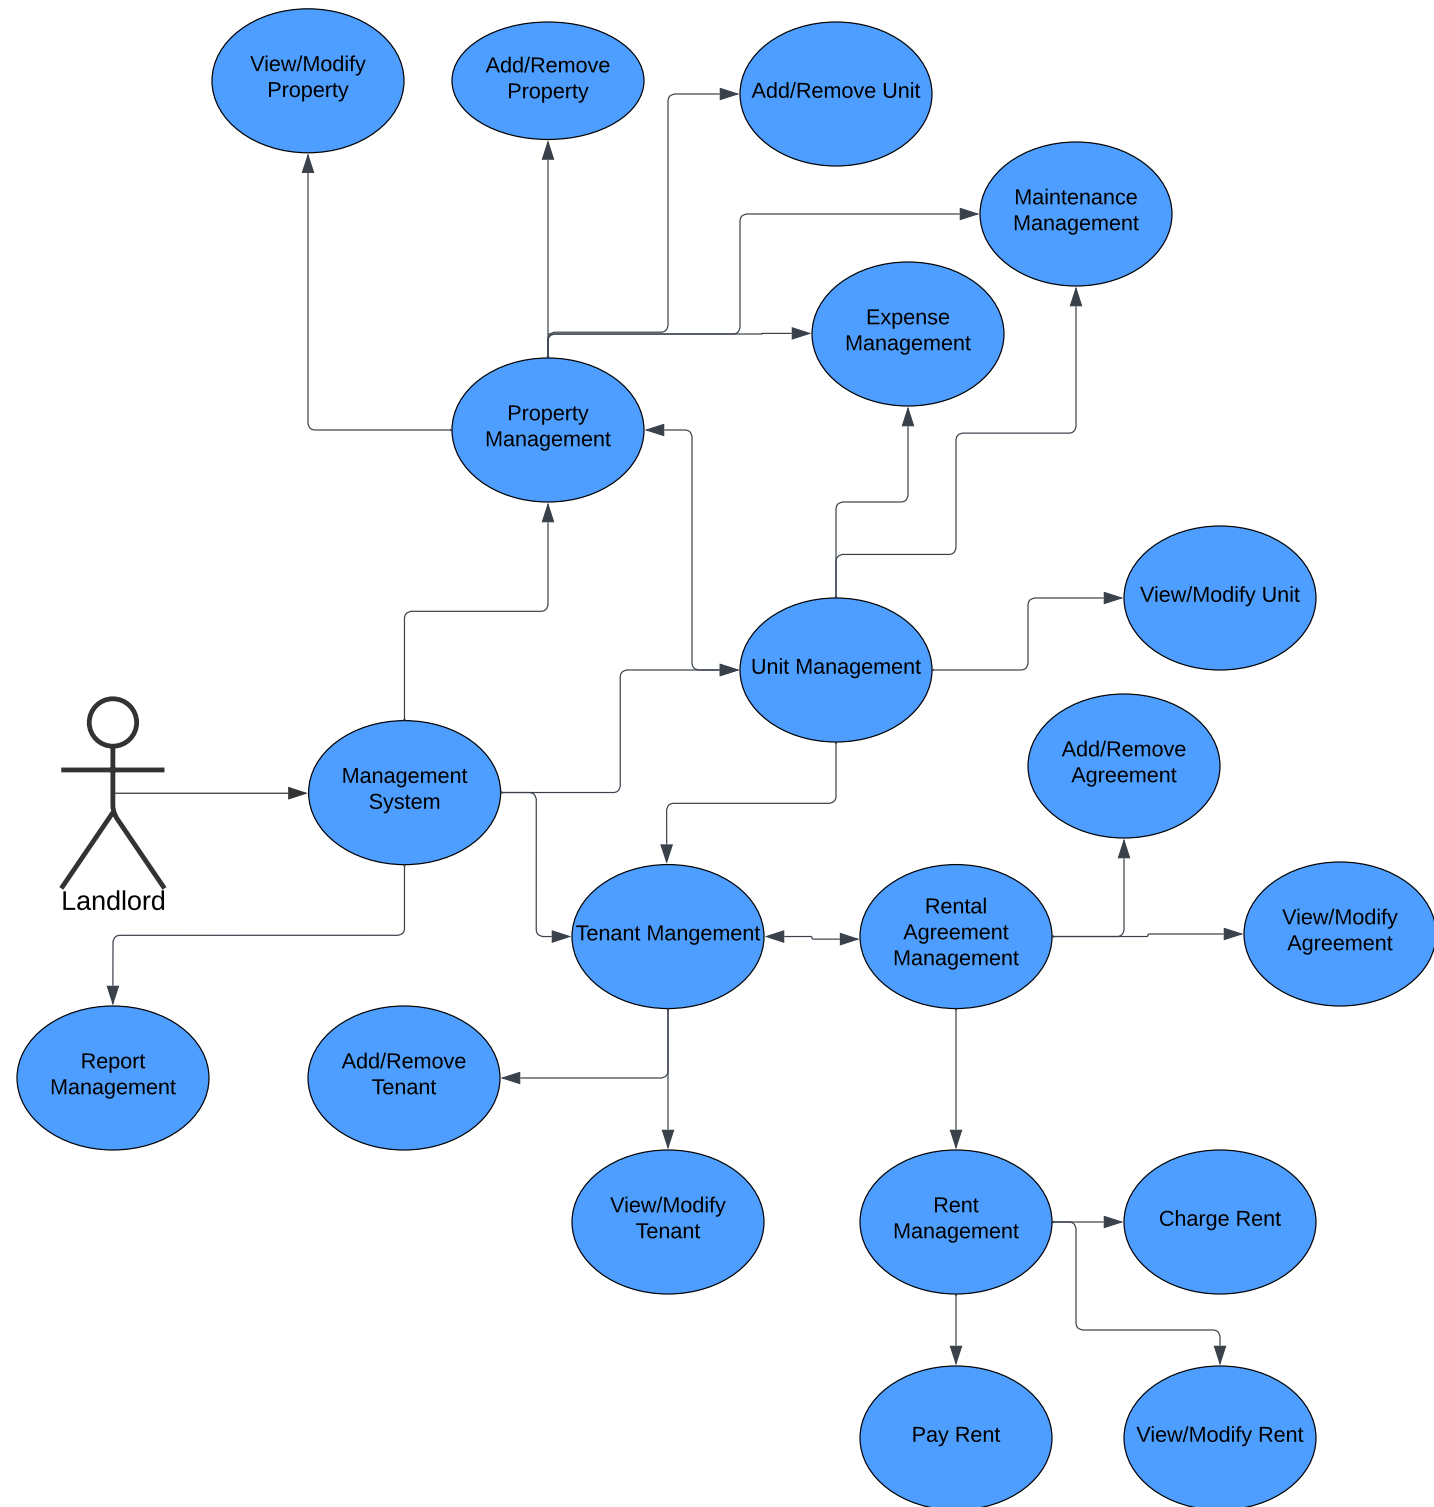 View/Modify
Property
Add/Remove
Property
Add/Remove Unit
Maintenance
Management
Expense
Management
Property
Management
View/Modify Unit
Unit Management
Add/Remove
Agreement
Management
System
Landlord
Rental
Agreement
Management
Tenant Mangement
View/Modify
Agreement
Report
Management
Add/Remove
Tenant
View/Modify
Tenant
Rent
Management
Charge Rent
Pay Rent
View/Modify Rent